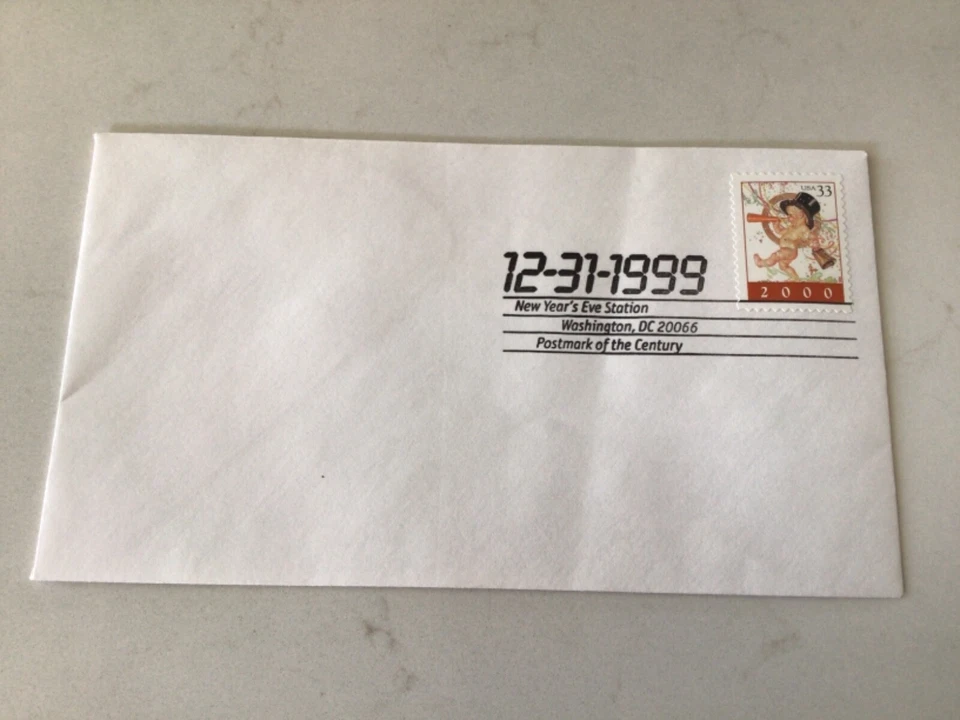 USA 33
12-31-1999
2000
New Year's Eve Station
Washington, DC 20066
Postmark of the Century